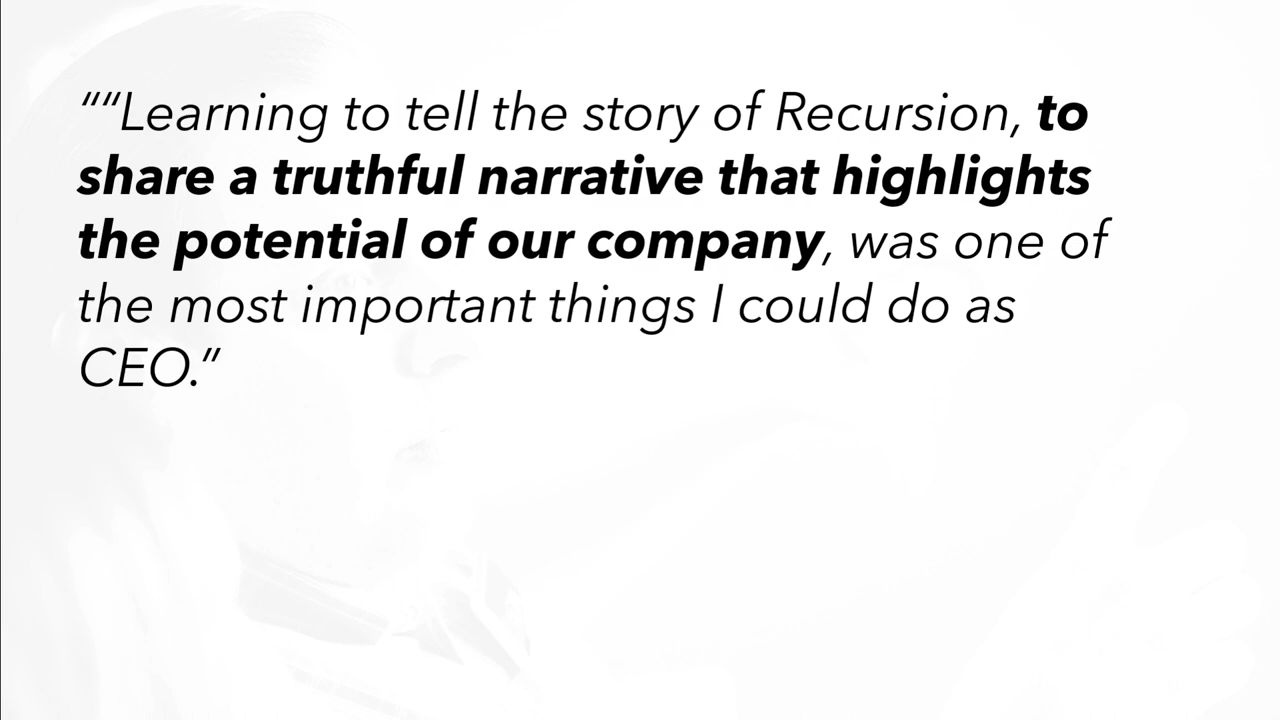 ““Learning to tell the story of Recursion, to
share a truthful narrative that highlights
the potential of our company, was one of
the most important things I could do as
CEO.”